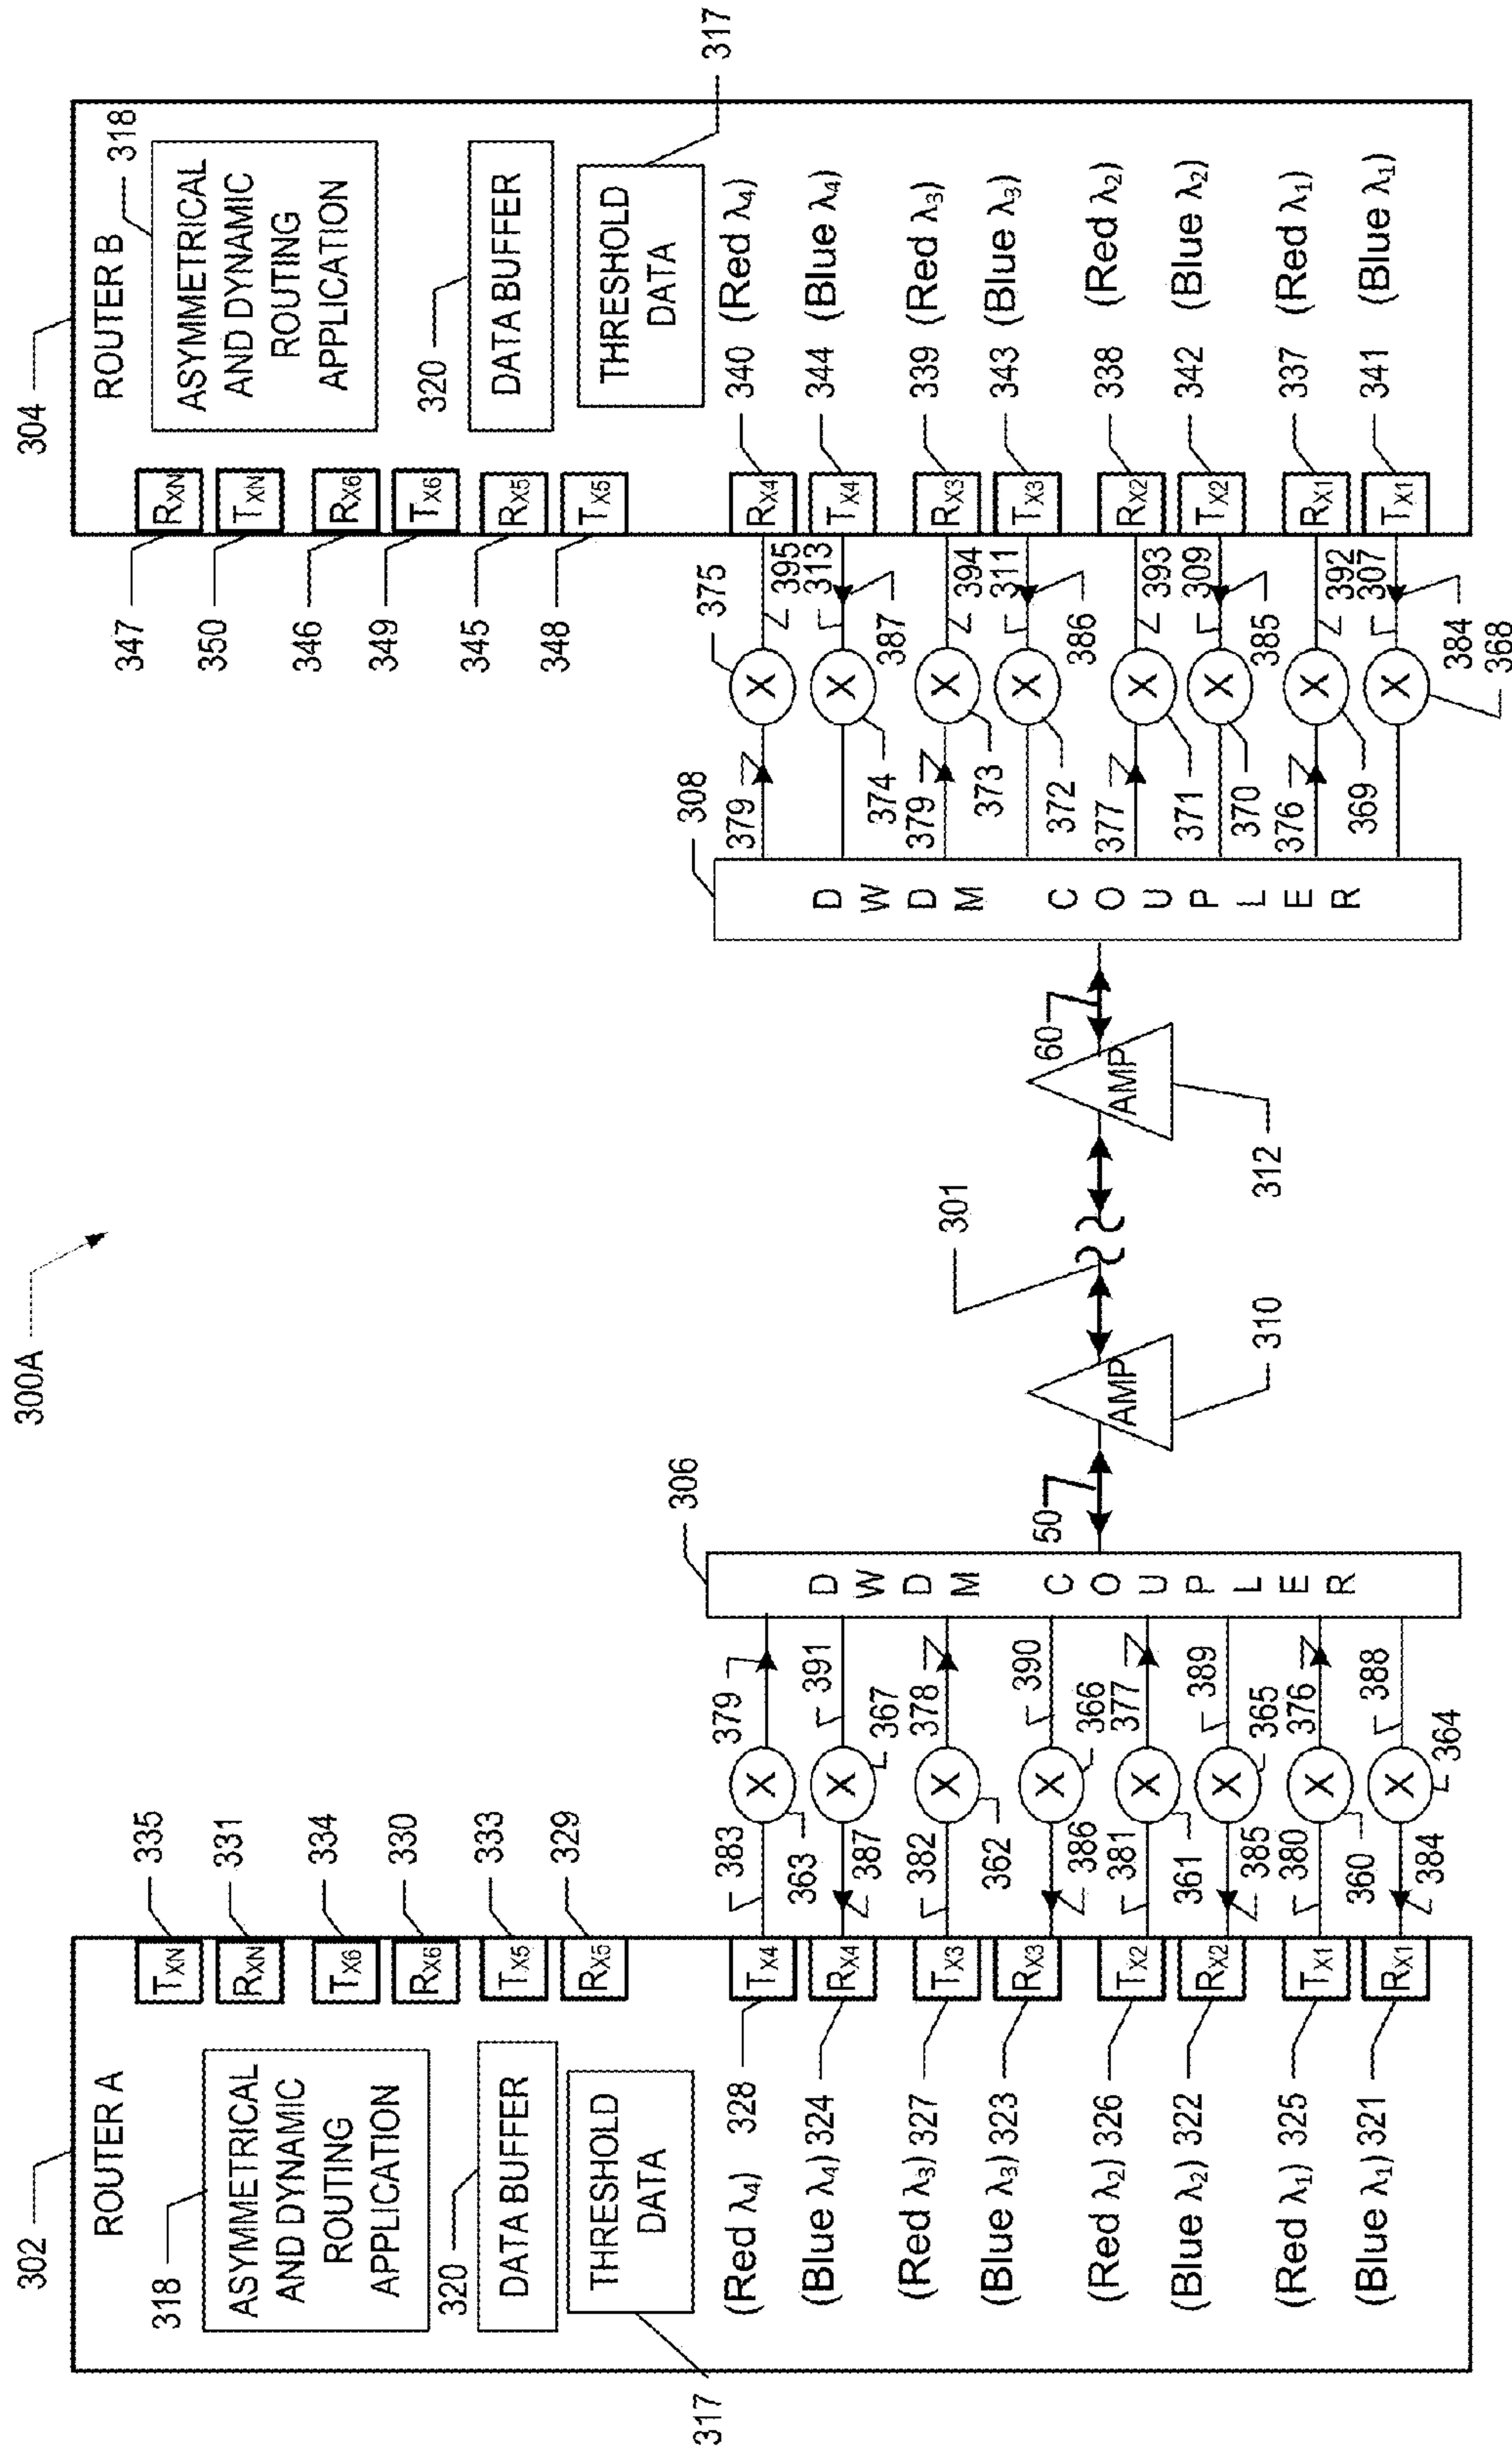 300A
302
ROUTER A
318
ASYMMETRICAL
AND DYNAMIC
ROUTING
APPLICATION
320
DATA BUFFER
THRESHOLD
DATA
317
TXN
335
RXN
331
TX6
334
RX6
330
TX5
333
RX5
329
(Red λ4) 328
TX4
383
363
379
(Blue λ4) 324
RX4
387
367
391
(Red λ3) 327
TX3
382
362
378
(Blue λ3) 323
RX3
386
366
390
(Red λ2) 326
TX2
381
361
377
(Blue λ2) 322
RX2
385
365
389
(Red λ1) 325
TX1
380
360
376
(Blue λ1) 321
RX1
384
364
388
X
X
X
X
X
X
X
X
306
DWDM COUPLER
50
AMP
310
301
AMP
312
60
308
DWDM COUPLER
379
X
375
395
RX4
340 (Red λ4)
X
374
313
387
TX4
344 (Blue λ4)
379
X
373
394
RX3
339 (Red λ3)
X
372
311
386
TX3
343 (Blue λ3)
377
X
371
393
RX2
338 (Red λ2)
X
370
309
385
TX2
342 (Blue λ2)
376
X
369
392
RX1
337 (Red λ1)
X
368
307
384
TX1
341 (Blue λ1)
304
ROUTER B
318
ASYMMETRICAL
AND DYNAMIC
ROUTING
APPLICATION
320
DATA BUFFER
THRESHOLD
DATA
317
347
RXN
350
TXN
346
RX6
349
TX6
345
RX5
348
TX5